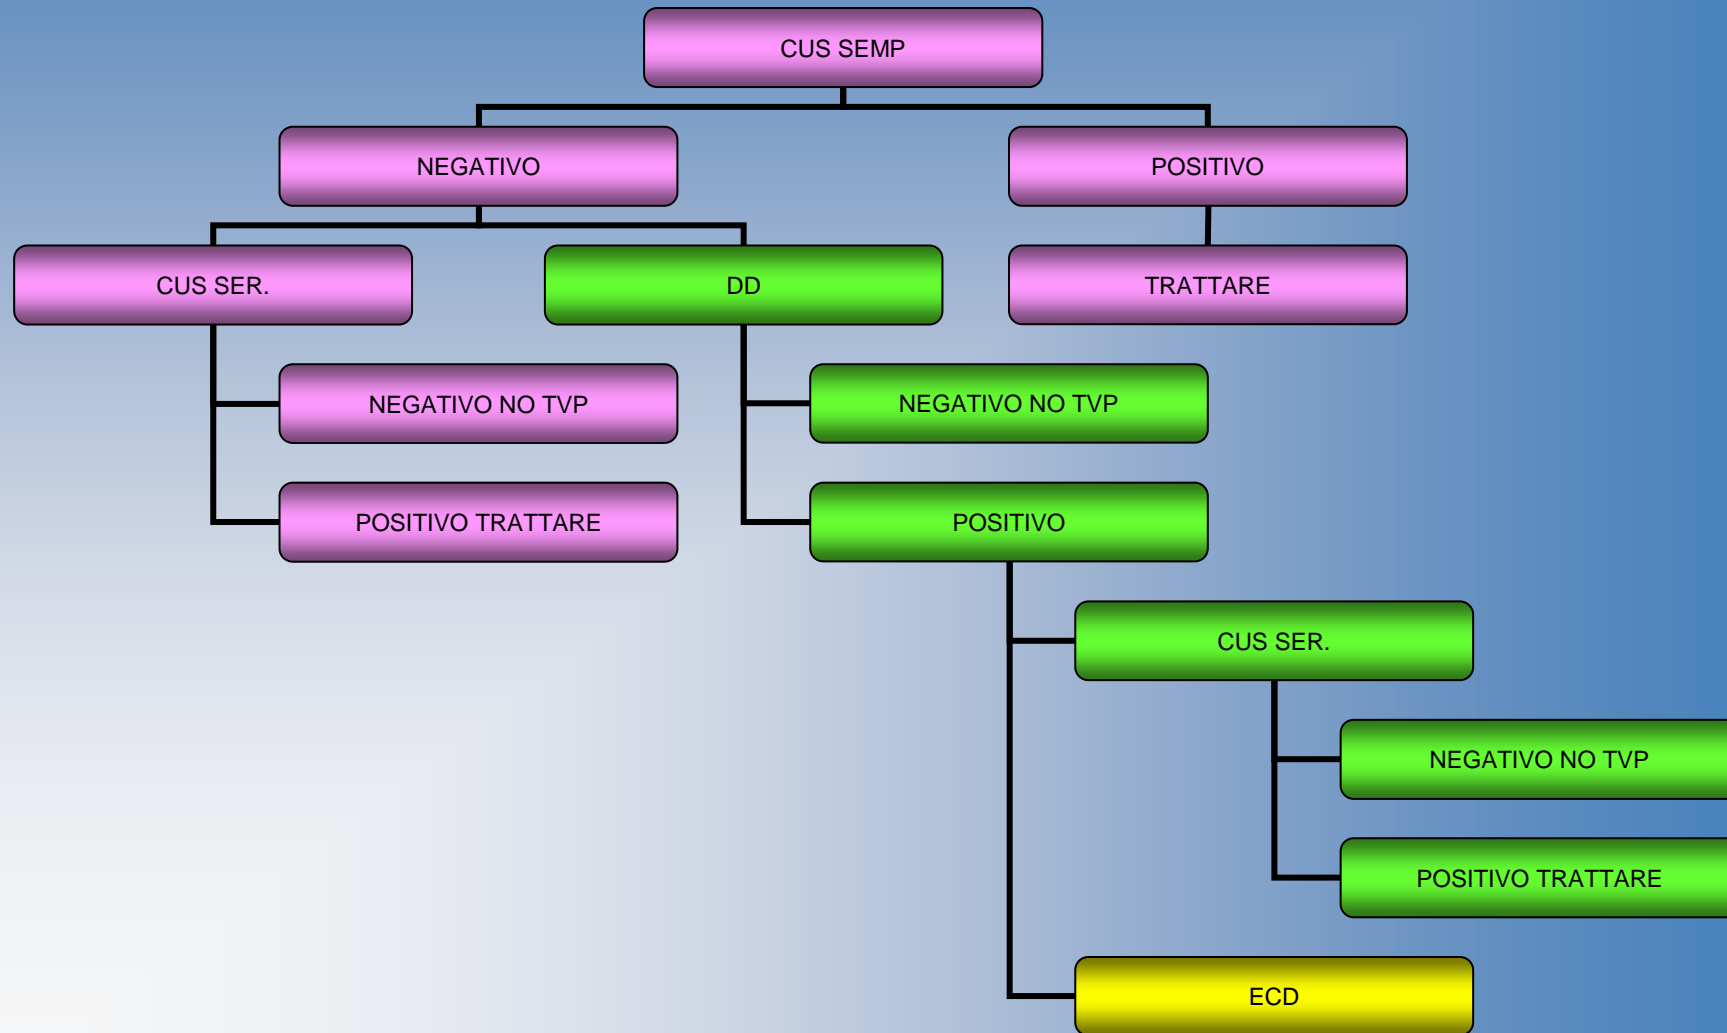 CUS SEMP
NEGATIVO
POSITIVO
CUS SER.
DD
TRATTARE
NEGATIVO NO TVP
NEGATIVO NO TVP
POSITIVO TRATTARE
POSITIVO
CUS SER.
NEGATIVO NO TVP
POSITIVO TRATTARE
ECD